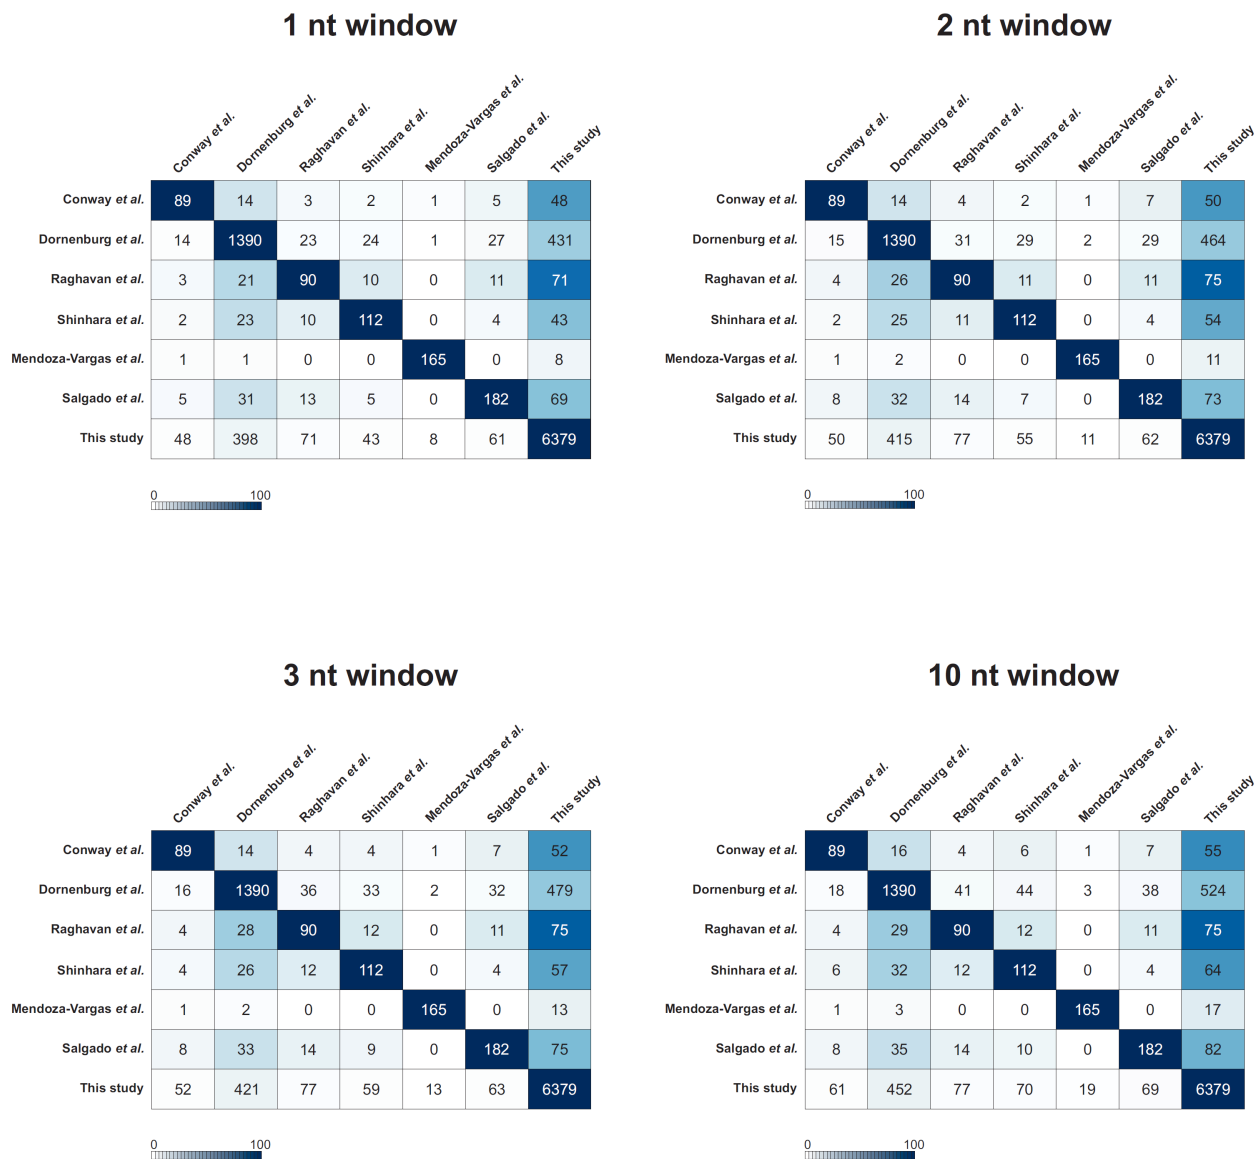 1 nt window
Conway et al. Dornenburg et al. Raghavan et al. Shinhara et al. Mendoza-Vargas et al. Salgado et al. This study
Conway et al. 89 14 3 2 1 5 48
Dornenburg et al. 14 1390 23 24 1 27 431
Raghavan et al. 3 21 90 10 0 11 71
Shinhara et al. 2 23 10 112 0 4 43
Mendoza-Vargas et al. 1 1 0 0 165 0 8
Salgado et al. 5 31 13 5 0 182 69
This study 48 398 71 43 8 61 6379
0 100
2 nt window
Conway et al. Dornenburg et al. Raghavan et al. Shinhara et al. Mendoza-Vargas et al. Salgado et al. This study
Conway et al. 89 14 4 2 1 7 50
Dornenburg et al. 15 1390 31 29 2 29 464
Raghavan et al. 4 26 90 11 0 11 75
Shinhara et al. 2 25 11 112 0 4 54
Mendoza-Vargas et al. 1 2 0 0 165 0 11
Salgado et al. 8 32 14 7 0 182 73
This study 50 415 77 55 11 62 6379
0 100
3 nt window
Conway et al. Dornenburg et al. Raghavan et al. Shinhara et al. Mendoza-Vargas et al. Salgado et al. This study
Conway et al. 89 14 4 4 1 7 52
Dornenburg et al. 16 1390 36 33 2 32 479
Raghavan et al. 4 28 90 12 0 11 75
Shinhara et al. 4 26 12 112 0 4 57
Mendoza-Vargas et al. 1 2 0 0 165 0 13
Salgado et al. 8 33 14 9 0 182 75
This study 52 421 77 59 13 63 6379
0 100
10 nt window
Conway et al. Dornenburg et al. Raghavan et al. Shinhara et al. Mendoza-Vargas et al. Salgado et al. This study
Conway et al. 89 16 4 6 1 7 55
Dornenburg et al. 18 1390 41 44 3 38 524
Raghavan et al. 4 29 90 12 0 11 75
Shinhara et al. 6 32 12 112 0 4 64
Mendoza-Vargas et al. 1 3 0 0 165 0 17
Salgado et al. 8 35 14 10 0 182 82
This study 61 452 77 70 19 69 6379
0 100